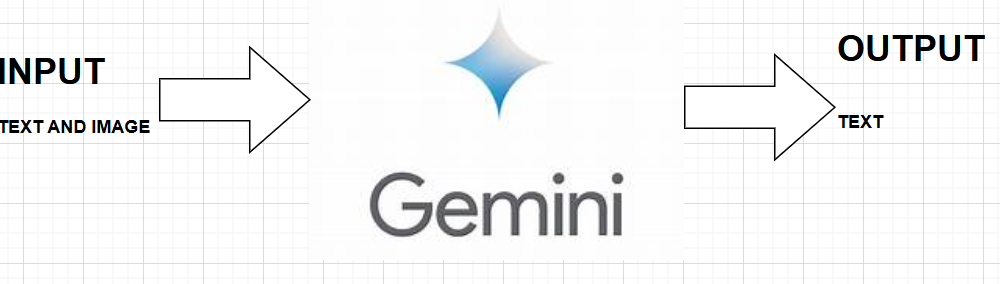 INPUT
TEXT AND IMAGE
Gemini
OUTPUT
TEXT